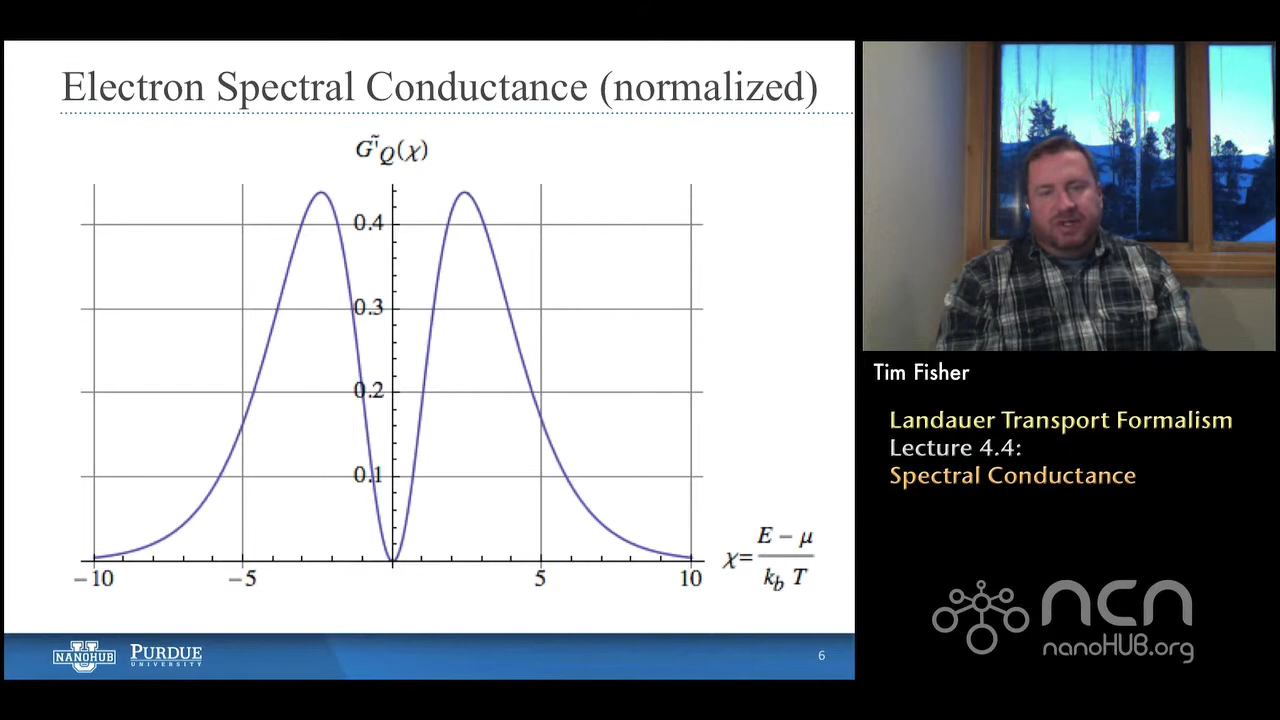 Electron Spectral Conductance (normalized)
G̃'Q(χ)
0.4
0.3
0.2
0.1
−10
−5
5
10
χ= E − μ
k_b T
NANOHUB
U
PURDUE
UNIVERSITY
6
Tim Fisher
Landauer Transport Formalism
Lecture 4.4:
Spectral Conductance
ncn
nanoHUB.org